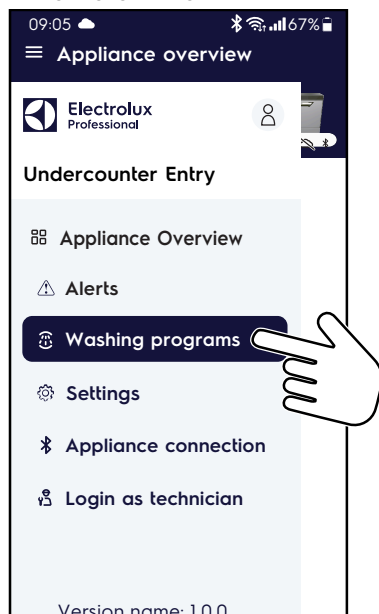 09:05 67%
Appliance overview
Electrolux
Professional
Undercounter Entry
Appliance Overview
Alerts
Washing programs
Settings
Appliance connection
Login as technician
Version name: 1.0.0